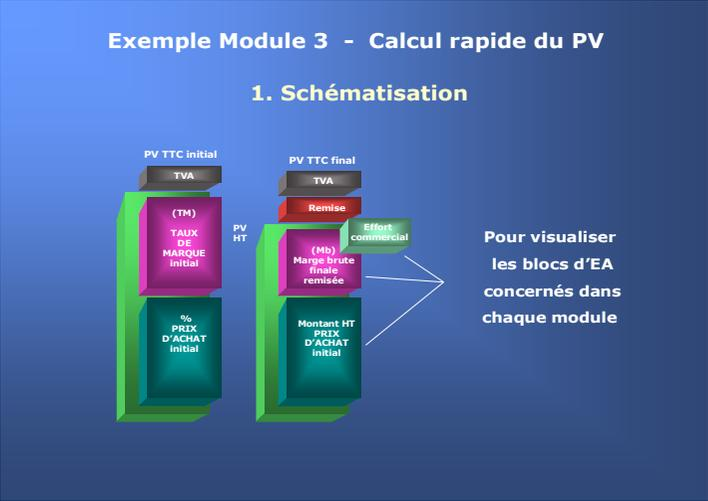 Exemple Module 3  -  Calcul rapide du PV
1. Schématisation
PV TTC initial
TVA
(TM)
TAUX
DE
MARQUE
initial
%
PRIX
D'ACHAT
initial
PV
HT
PV TTC final
TVA
Remise
Effort
commercial
(Mb)
Marge brute
finale
remisée
Montant HT
PRIX
D'ACHAT
initial
Pour visualiser
les blocs d’EA
concernés dans
chaque module